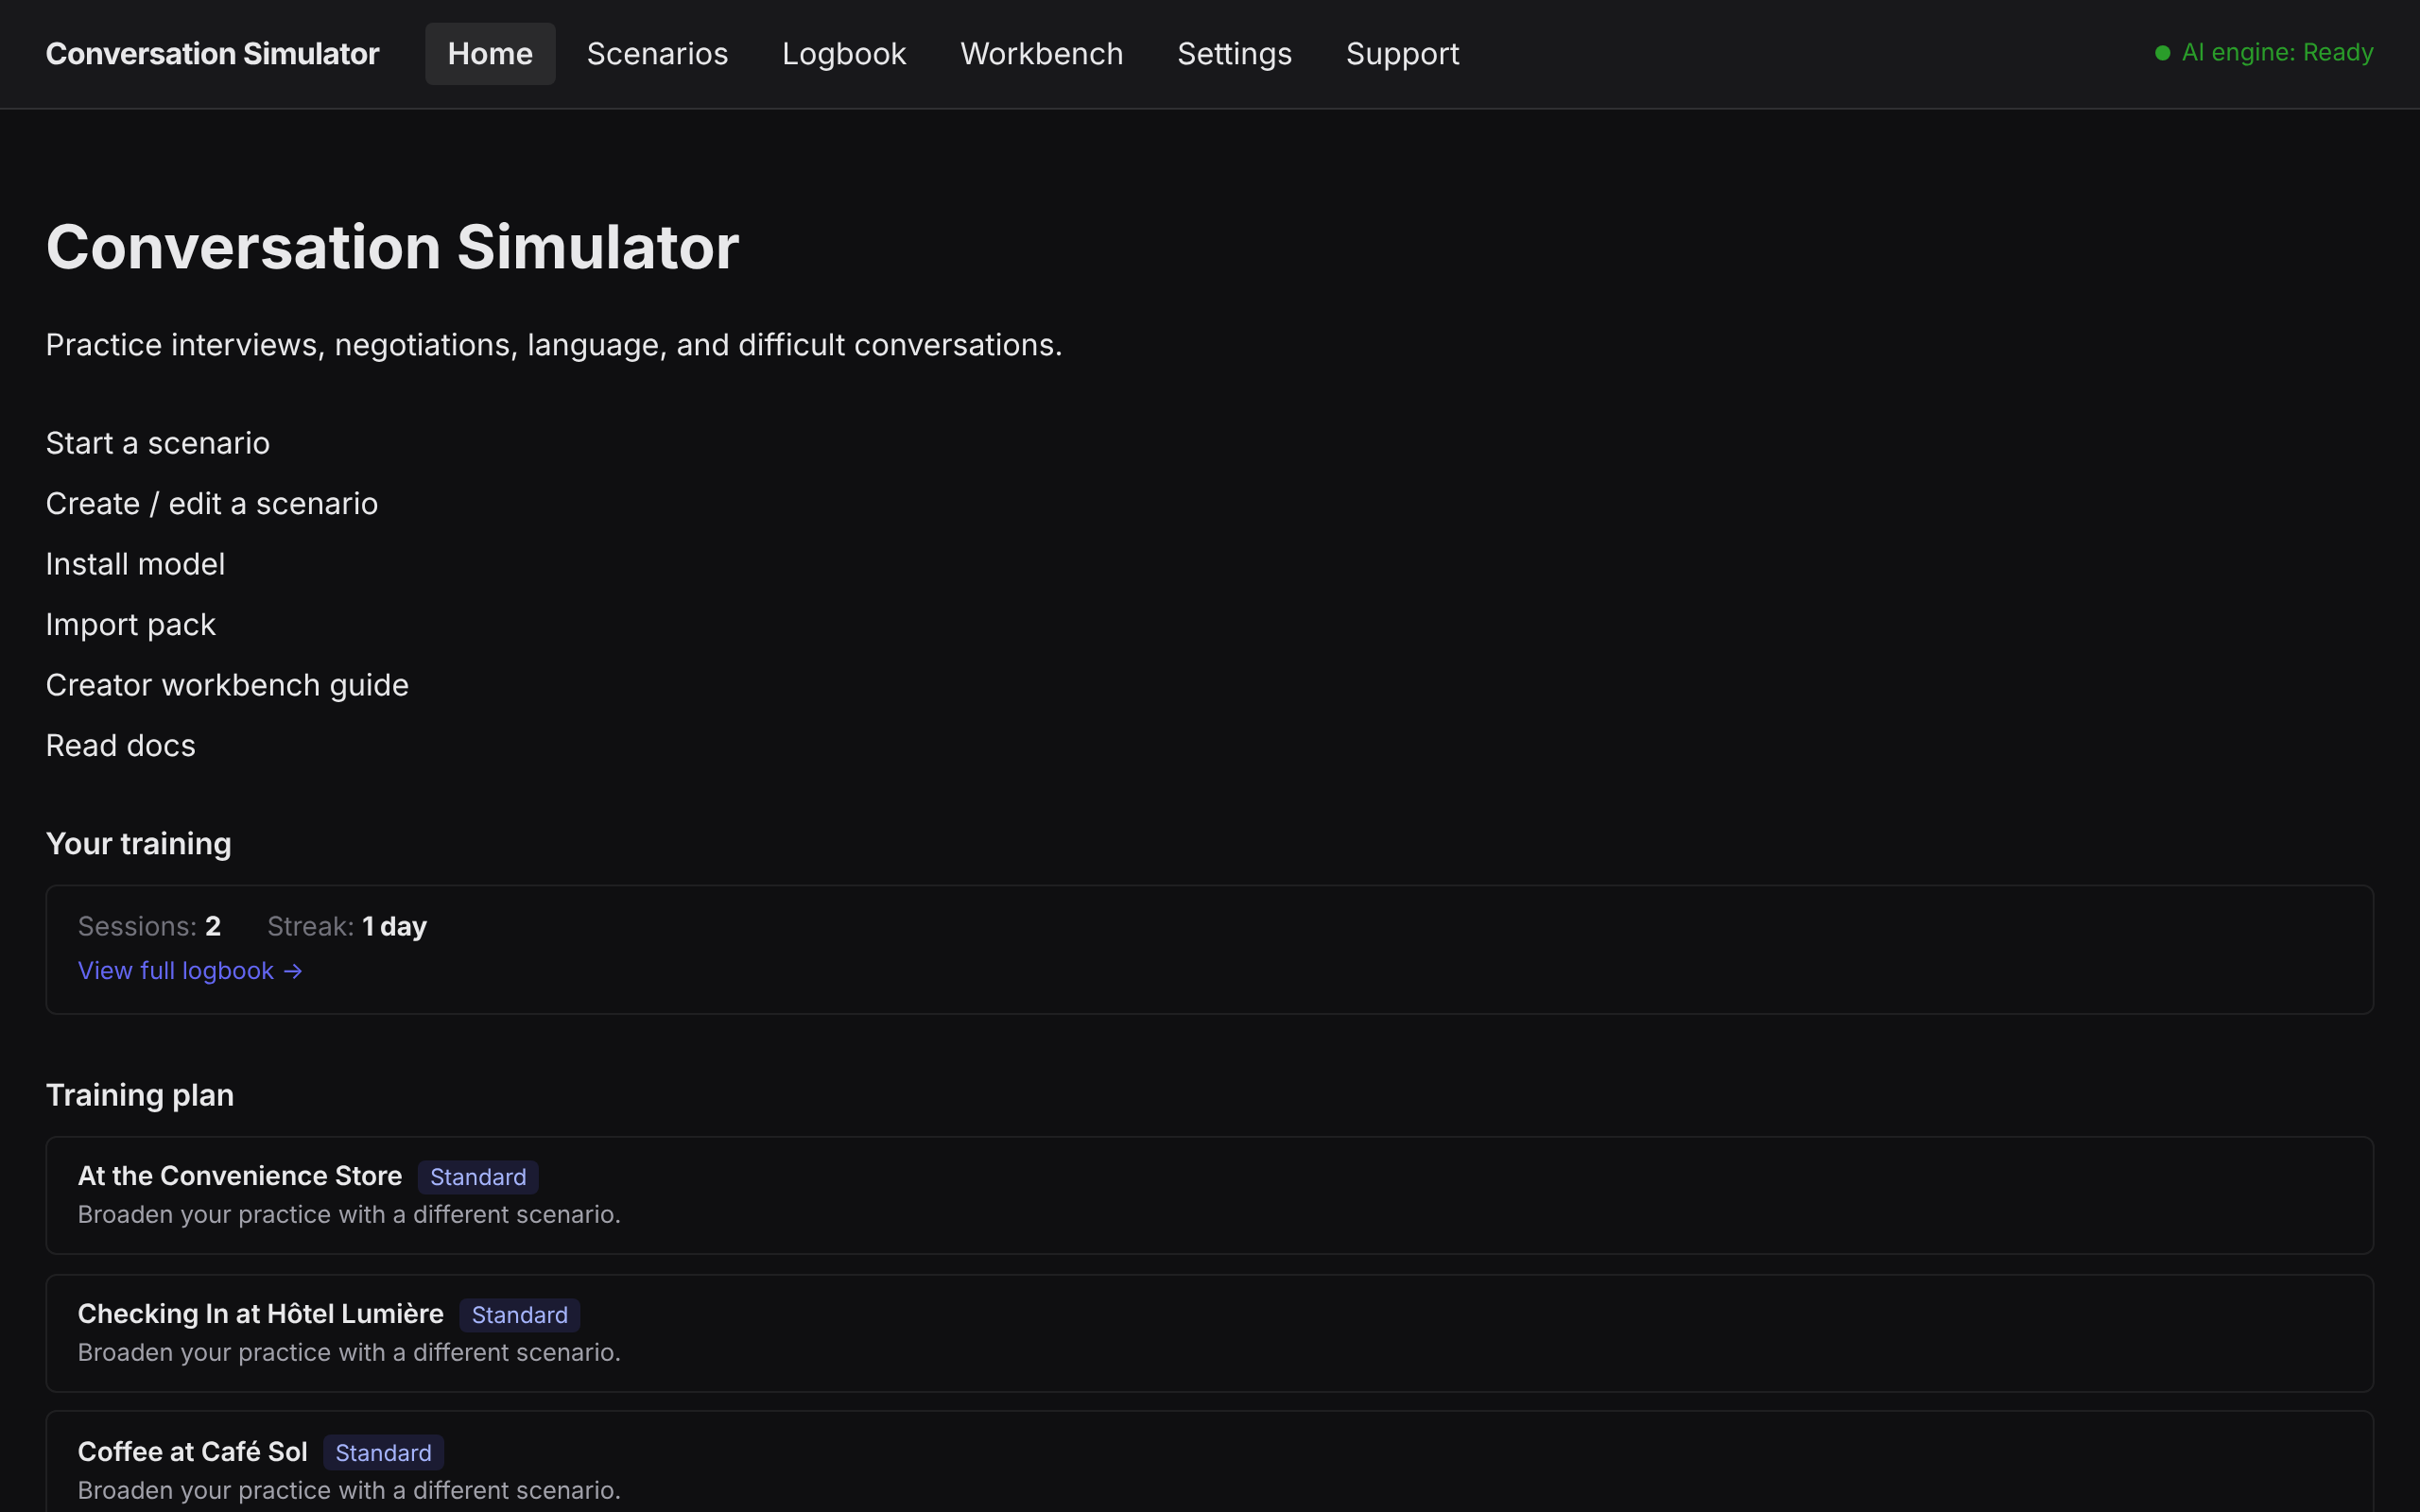 Conversation Simulator Home Scenarios Logbook Workbench Settings Support AI engine: Ready
Conversation Simulator
Practice interviews, negotiations, language, and difficult conversations.
Start a scenario
Create / edit a scenario
Install model
Import pack
Creator workbench guide
Read docs
Your training
Sessions: 2 Streak: 1 day
View full logbook →
Training plan
At the Convenience Store Standard
Broaden your practice with a different scenario.
Checking In at Hôtel Lumière Standard
Broaden your practice with a different scenario.
Coffee at Café Sol Standard
Broaden your practice with a different scenario.